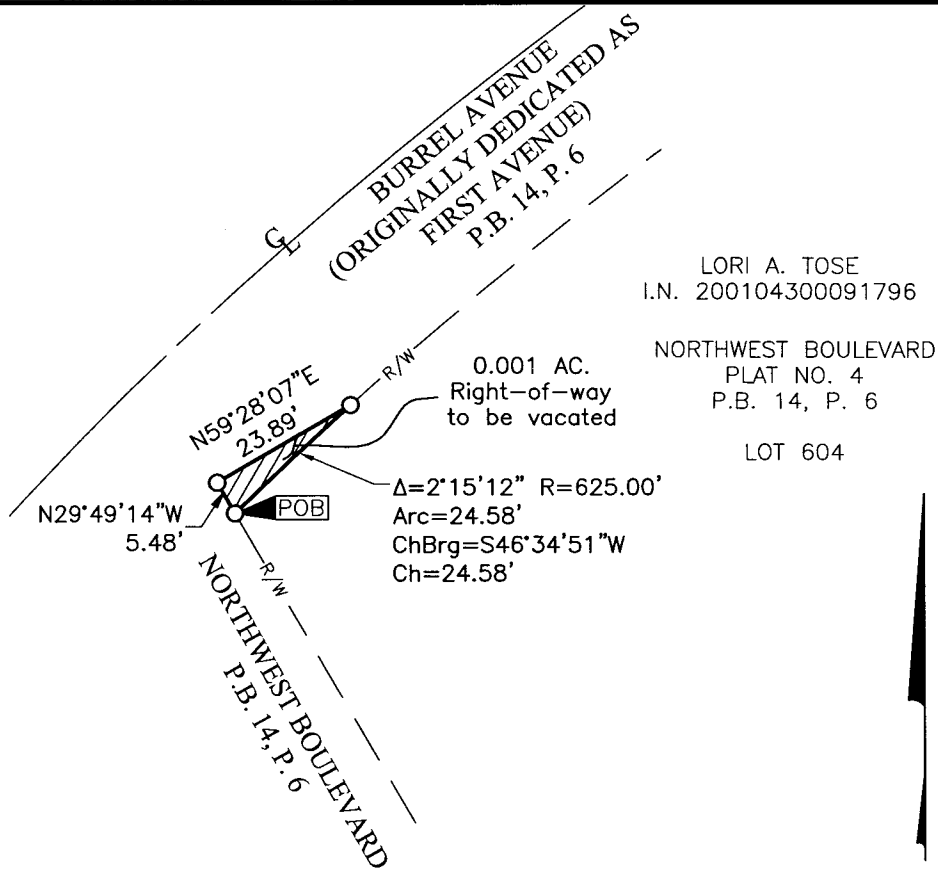 BURREL AVENUE
(ORIGINALLY DEDICATED AS
FIRST AVENUE)
P.B. 14, P. 6
CL
LORI A. TOSE
I.N. 200104300091796
NORTHWEST BOULEVARD
PLAT NO. 4
P.B. 14, P. 6
LOT 604
R/W
0.001 AC.
Right-of-way
to be vacated
N59°28'07"E
23.89'
N29°49'14"W
5.48'
POB
Δ=2°15'12" R=625.00'
Arc=24.58'
ChBrg=S46°34'51"W
Ch=24.58'
R/W
NORTHWEST BOULEVARD
P.B. 14, P. 6